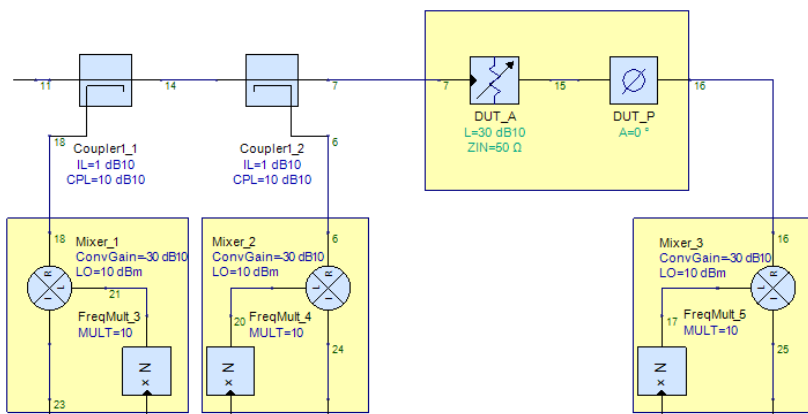 11
14
7
7
15
16
DUT_A
L=30 dB10
ZIN=50 Ω
DUT_P
A=0 °
18
Coupler1_1
IL=1 dB10
CPL=10 dB10
6
Coupler1_2
IL=1 dB10
CPL=10 dB10
18
Mixer_1
ConvGain=-30 dB10
LO=10 dBm
R
L
I
21
FreqMult_3
MULT=10
x N
23
6
Mixer_2
ConvGain=-30 dB10
LO=10 dBm
R
L
I
20
FreqMult_4
MULT=10
x N
24
16
Mixer_3
ConvGain=-30 dB10
LO=10 dBm
R
L
I
17
FreqMult_5
MULT=10
x N
25